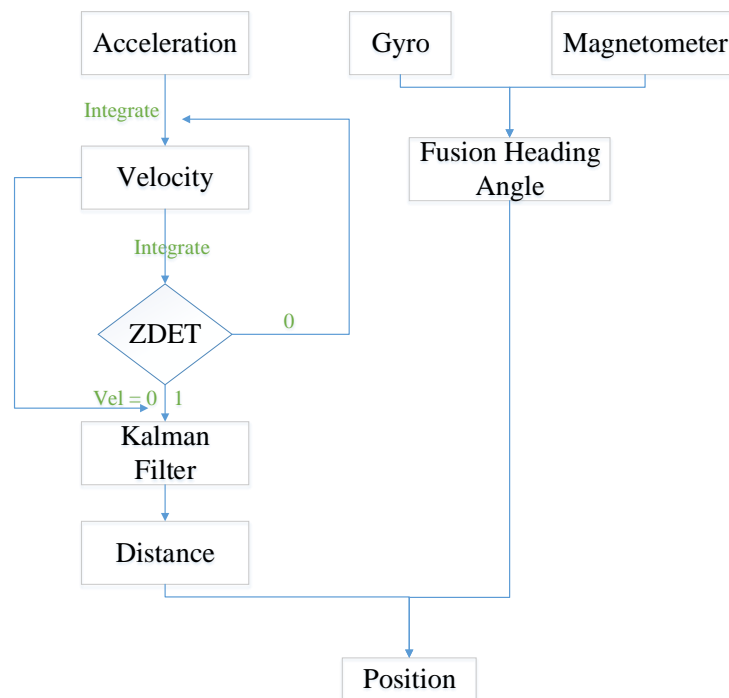 Acceleration
Gyro
Magnetometer
Integrate
Velocity
Fusion Heading
Angle
Integrate
ZDET
0
Vel = 0
1
Kalman
Filter
Distance
Position